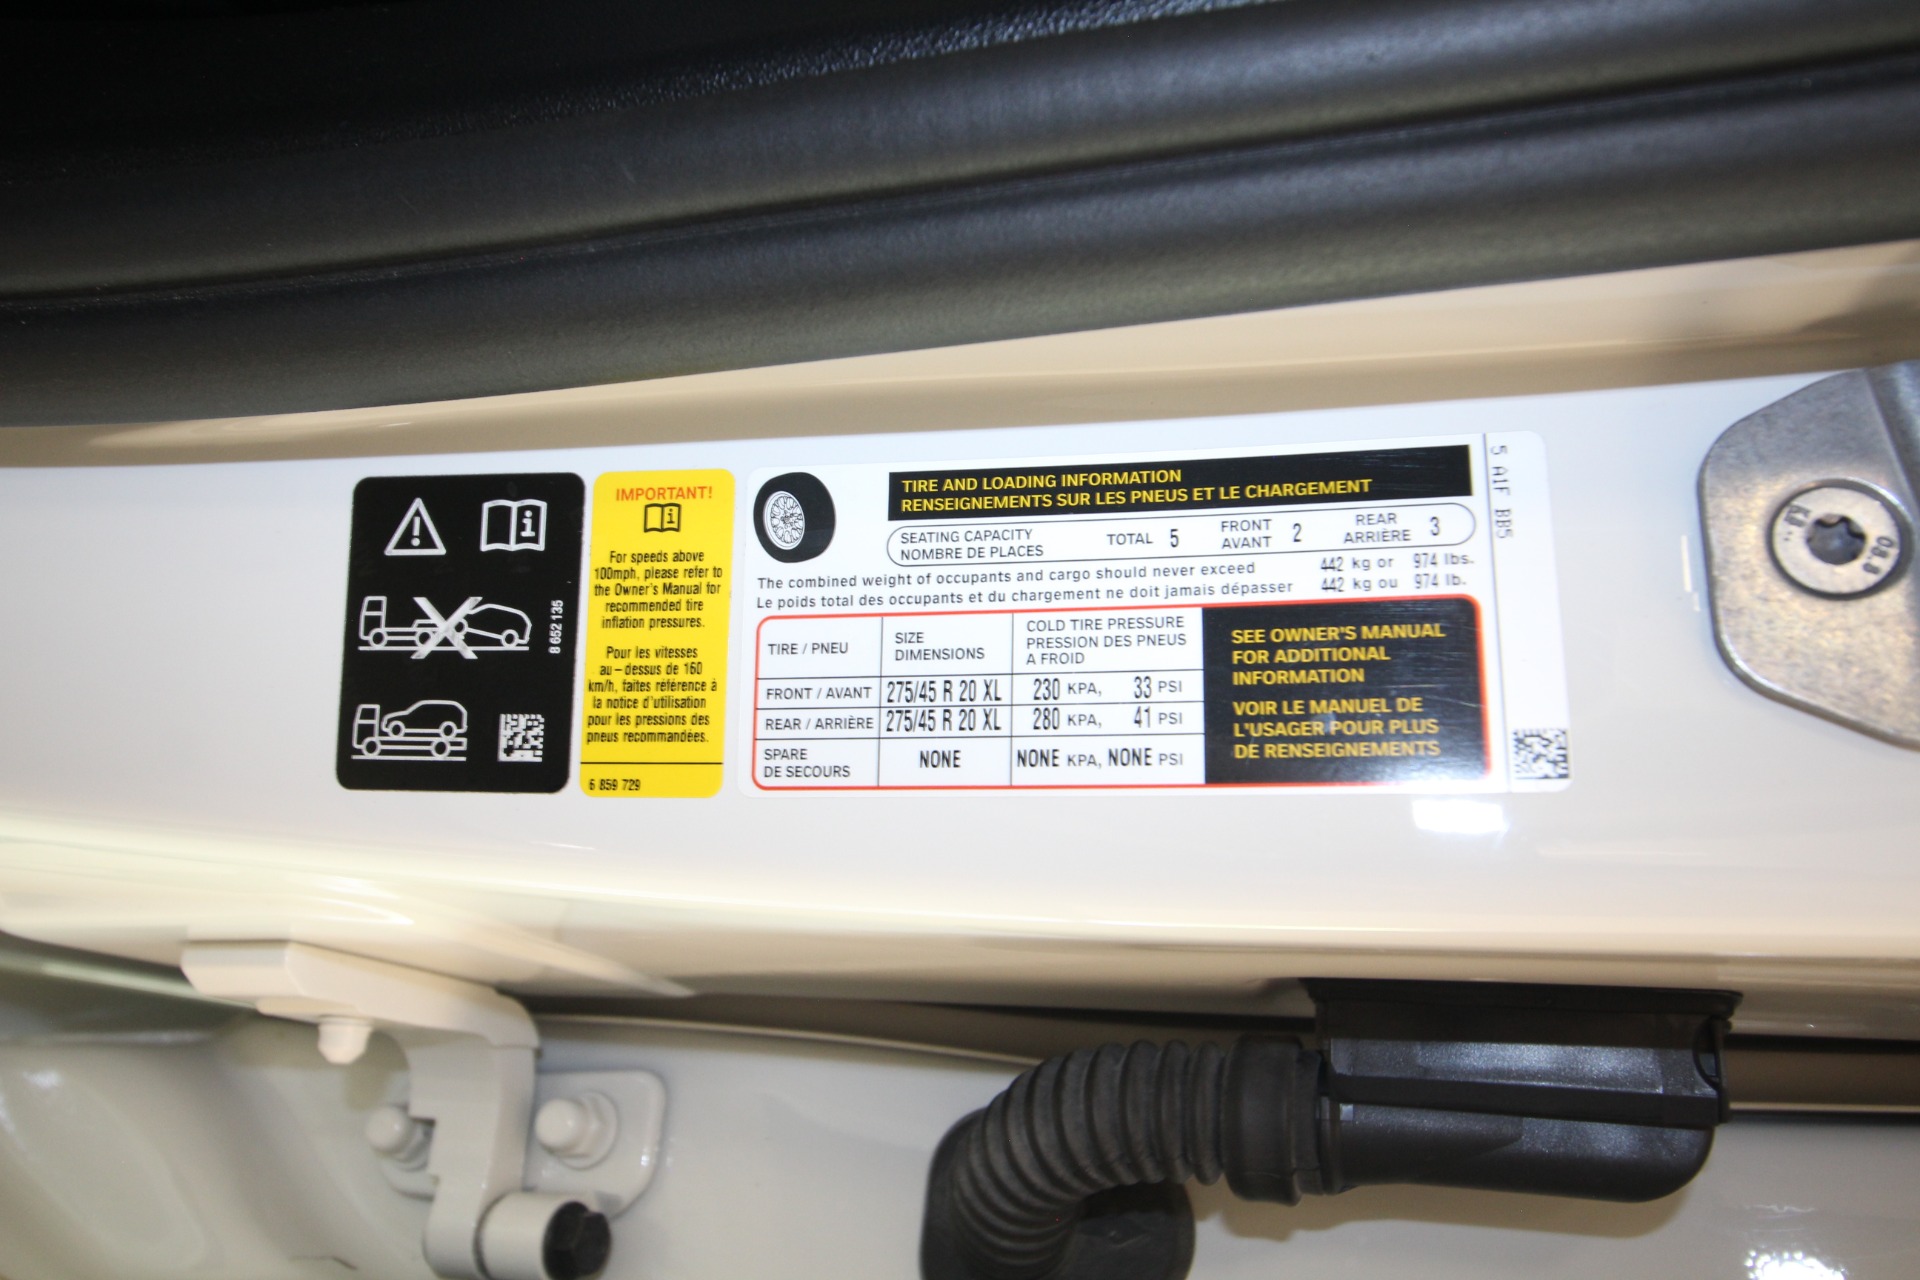 8 652 135
IMPORTANT!
For speeds above
100mph, please refer to
the Owner's Manual for
recommended tire
inflation pressures.
Pour les vitesses
au-dessus de 160
km/h, faites référence à
la notice d'utilisation
pour les pressions des
pneus recommandées.
6 859 729
TIRE AND LOADING INFORMATION
RENSEIGNEMENTS SUR LES PNEUS ET LE CHARGEMENT
SEATING CAPACITY
NOMBRE DE PLACES
TOTAL 5
FRONT
AVANT 2
REAR
ARRIÈRE 3
The combined weight of occupants and cargo should never exceed 442 kg or 974 lbs.
Le poids total des occupants et du chargement ne doit jamais dépasser 442 kg ou 974 lb.
TIRE / PNEU
SIZE
DIMENSIONS
COLD TIRE PRESSURE
PRESSION DES PNEUS
A FROID
FRONT / AVANT 275/45 R 20 XL 230 KPA, 33 PSI
REAR / ARRIÈRE 275/45 R 20 XL 280 KPA, 41 PSI
SPARE
DE SECOURS
NONE NONE KPA, NONE PSI
SEE OWNER'S MANUAL
FOR ADDITIONAL
INFORMATION
VOIR LE MANUEL DE
L'USAGER POUR PLUS
DE RENSEIGNEMENTS
5 A1F BB5
8.80